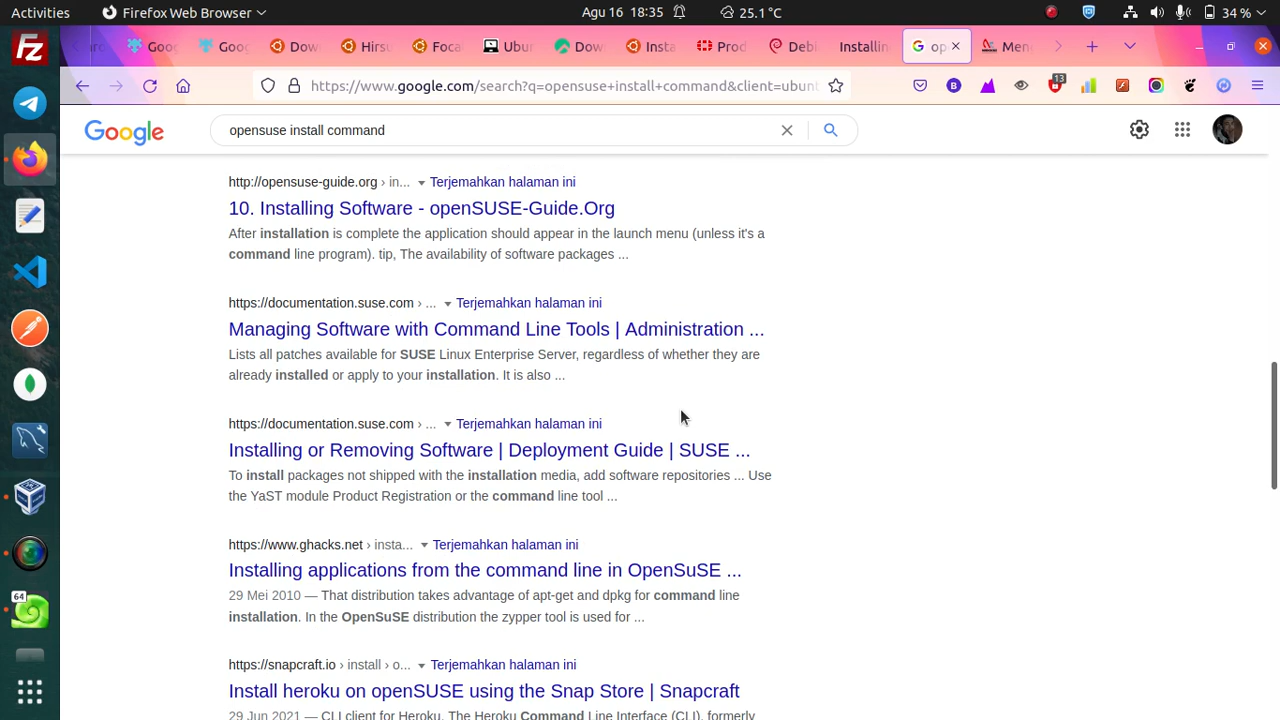 Activities
Firefox Web Browser
Agu 16 18:35
25.1 °C
34 %
Goo
Goo
Dow
Hirsu
Foca
Ubu
Dow
Insta
Prod
Debi
Installin
op
Men
https://www.google.com/search?q=opensuse+install+command&client=ubunt
13
Google
opensuse install command
http://opensuse-guide.org › in... Terjemahkan halaman ini
10. Installing Software - openSUSE-Guide.Org
After installation is complete the application should appear in the launch menu (unless it's a
command line program). tip, The availability of software packages ...
https://documentation.suse.com › ... Terjemahkan halaman ini
Managing Software with Command Line Tools | Administration ...
Lists all patches available for SUSE Linux Enterprise Server, regardless of whether they are
already installed or apply to your installation. It is also ...
https://documentation.suse.com › ... Terjemahkan halaman ini
Installing or Removing Software | Deployment Guide | SUSE ...
To install packages not shipped with the installation media, add software repositories ... Use
the YaST module Product Registration or the command line tool ...
https://www.ghacks.net › insta... Terjemahkan halaman ini
Installing applications from the command line in OpenSuSE ...
29 Mei 2010 — That distribution takes advantage of apt-get and dpkg for command line
installation. In the OpenSuSE distribution the zypper tool is used for ...
64
https://snapcraft.io › install › o... Terjemahkan halaman ini
Install heroku on openSUSE using the Snap Store | Snapcraft
29 Jun 2021 — CLI client for Heroku. The Heroku Command Line Interface (CLI), formerly